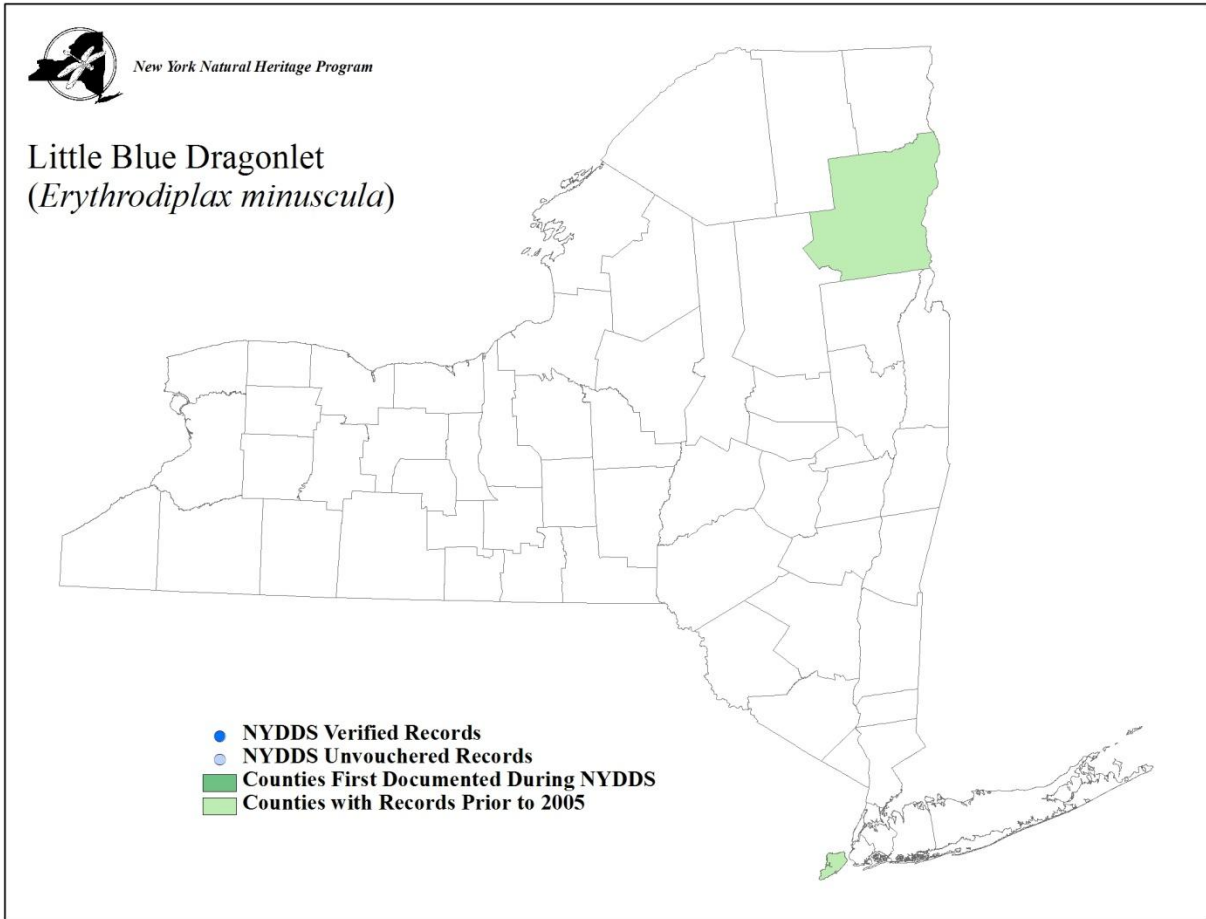 New York Natural Heritage Program
Little Blue Dragonlet
(Erythrodiplax minuscula)
NYDDS Verified Records
NYDDS Unvouchered Records
Counties First Documented During NYDDS
Counties with Records Prior to 2005